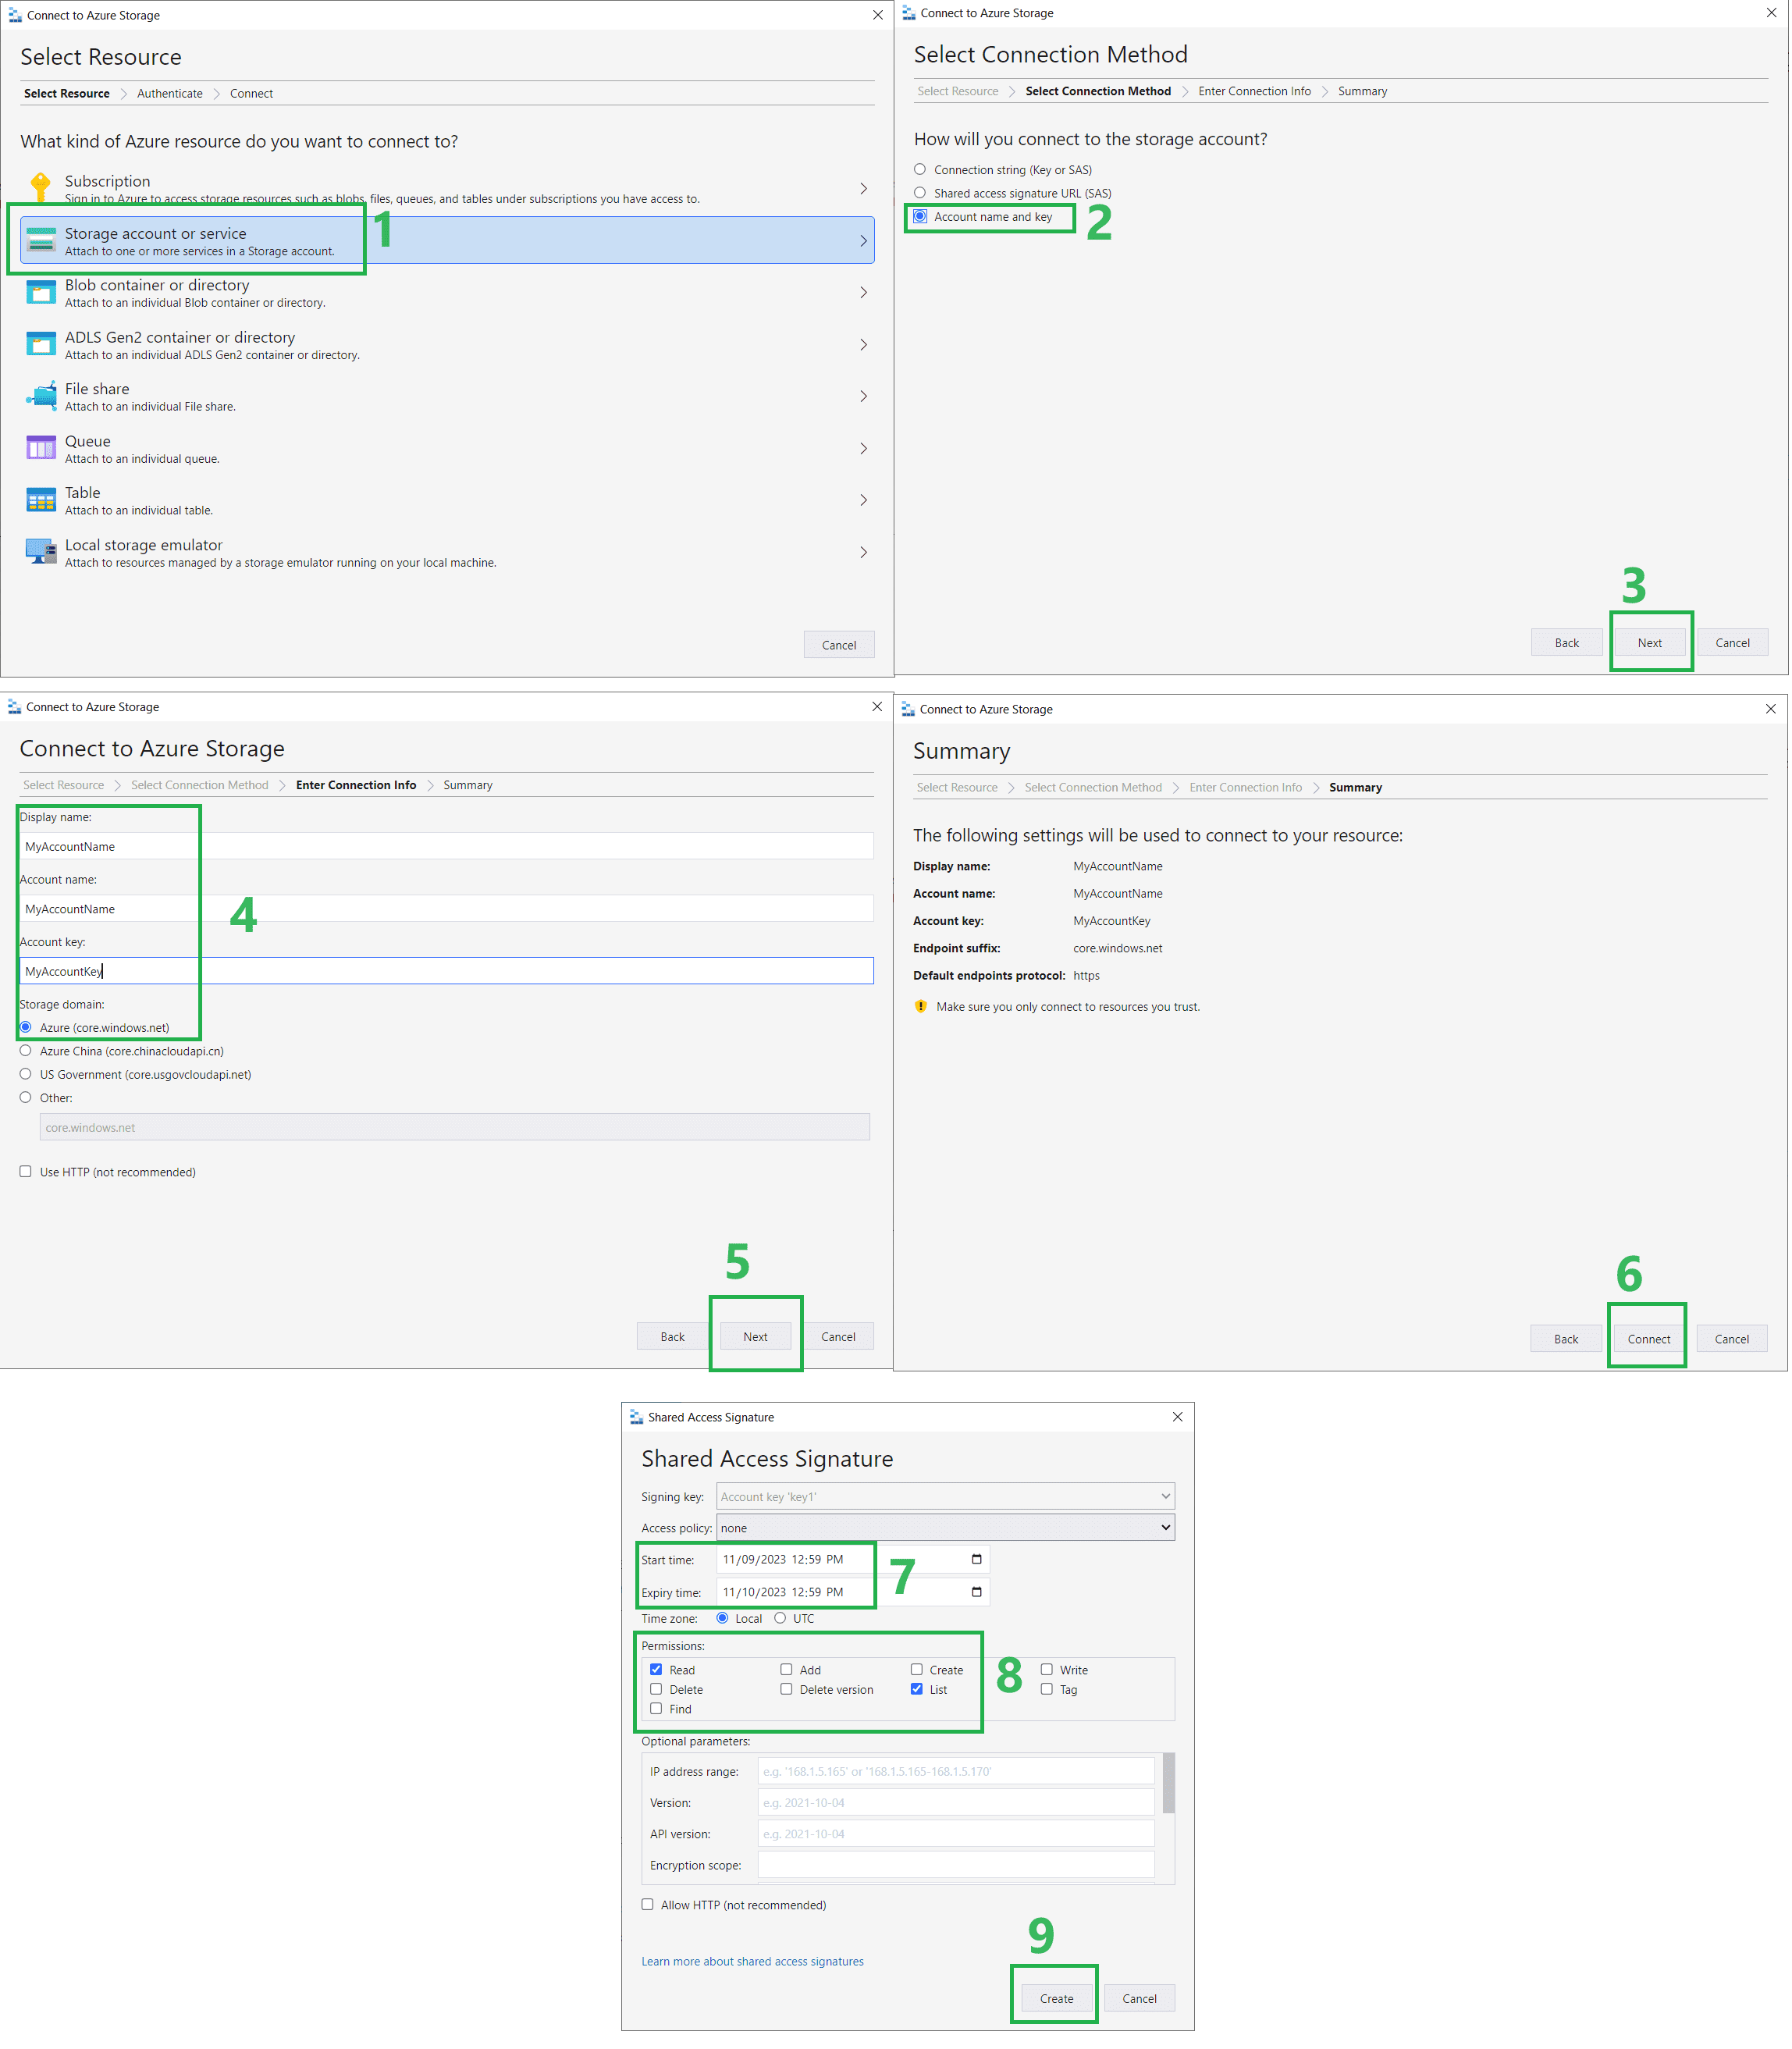 Connect to Azure Storage
Select Resource
Select Resource > Authenticate > Connect
What kind of Azure resource do you want to connect to?
Subscription
Sign in to Azure to access storage resources such as blobs, files, queues, and tables under subscriptions you have access to.
1
Storage account or service
Attach to one or more services in a Storage account.
Blob container or directory
Attach to an individual Blob container or directory.
ADLS Gen2 container or directory
Attach to an individual ADLS Gen2 container or directory.
File share
Attach to an individual File share.
Queue
Attach to an individual queue.
Table
Attach to an individual table.
Local storage emulator
Attach to resources managed by a storage emulator running on your local machine.
Cancel
Connect to Azure Storage
Select Connection Method
Select Resource > Select Connection Method > Enter Connection Info > Summary
How will you connect to the storage account?
Connection string (Key or SAS)
Shared access signature URL (SAS)
Account name and key
2
3
Back Next Cancel
Connect to Azure Storage
Connect to Azure Storage
Select Resource > Select Connection Method > Enter Connection Info > Summary
Display name:
MyAccountName
Account name:
MyAccountName
4
Account key:
MyAccountKey
Storage domain:
Azure (core.windows.net)
Azure China (core.chinacloudapi.cn)
US Government (core.usgovcloudapi.net)
Other:
core.windows.net
Use HTTP (not recommended)
5
Back Next Cancel
Connect to Azure Storage
Summary
Select Resource > Select Connection Method > Enter Connection Info > Summary
The following settings will be used to connect to your resource:
Display name: MyAccountName
Account name: MyAccountName
Account key: MyAccountKey
Endpoint suffix: core.windows.net
Default endpoints protocol: https
Make sure you only connect to resources you trust.
6
Back Connect Cancel
Shared Access Signature
Shared Access Signature
Signing key: Account key 'key1'
Access policy: none
Start time: 11/09/2023 12:59 PM
7
Expiry time: 11/10/2023 12:59 PM
Time zone: Local UTC
Permissions:
8
Read Add Create Write
Delete Delete version List Tag
Find
Optional parameters:
IP address range: e.g. '168.1.5.165' or '168.1.5.165-168.1.5.170'
Version: e.g. 2021-10-04
API version: e.g. 2021-10-04
Encryption scope:
Allow HTTP (not recommended)
9
Learn more about shared access signatures
Create Cancel